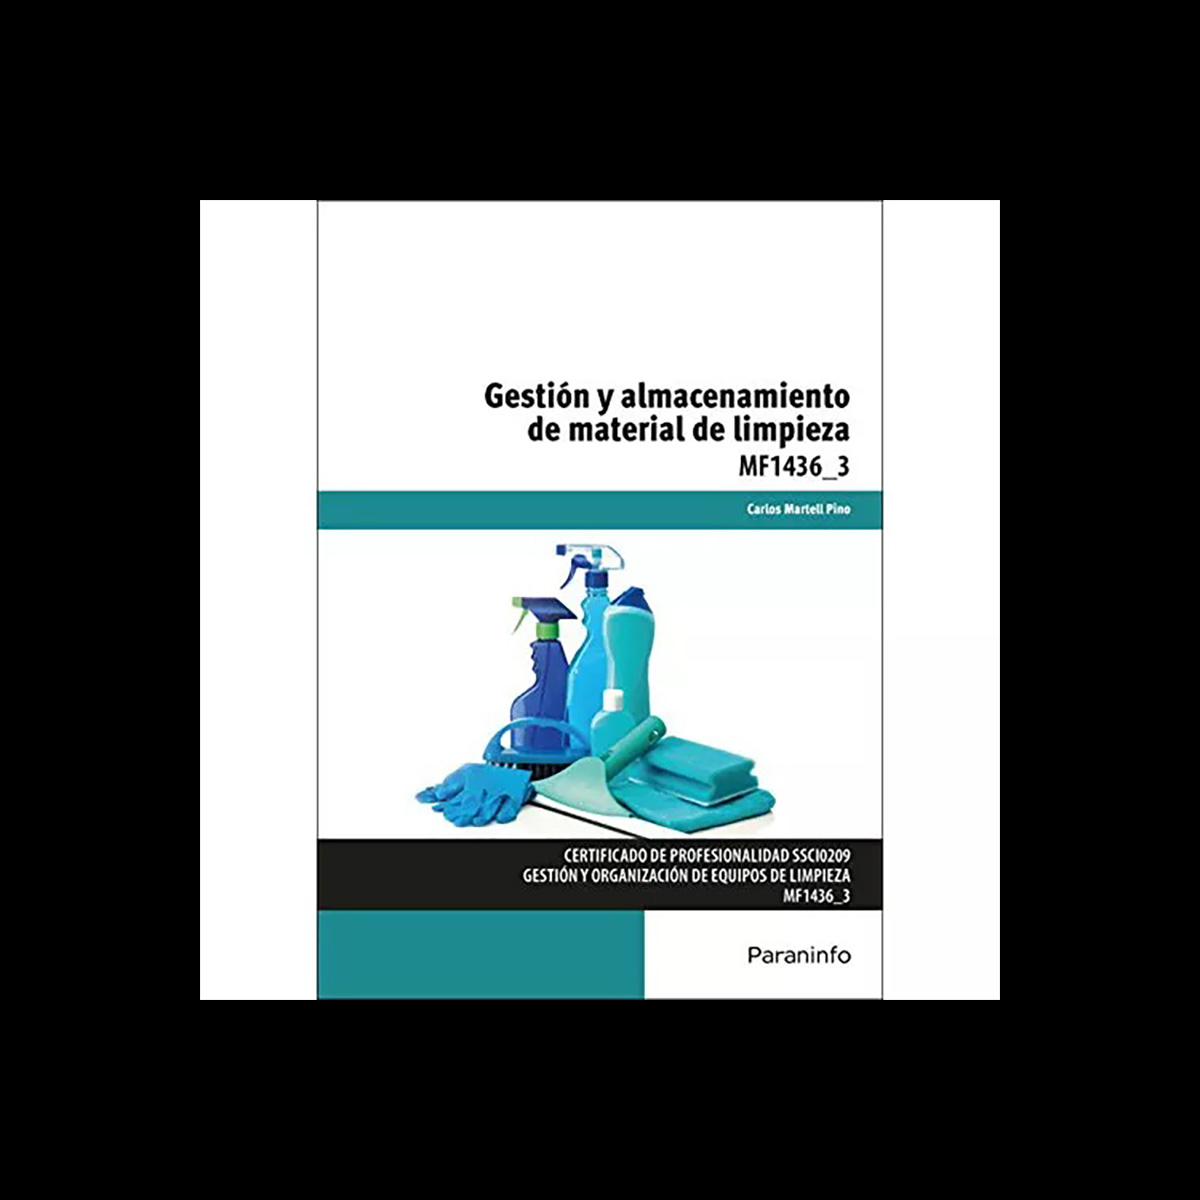 Gestión y almacenamiento
de material de limpieza
MF1436_3
Carlos Martell Pino
CERTIFICADO DE PROFESIONALIDAD SSCI0209
GESTIÓN Y ORGANIZACIÓN DE EQUIPOS DE LIMPIEZA
MF1436_3
Paraninfo